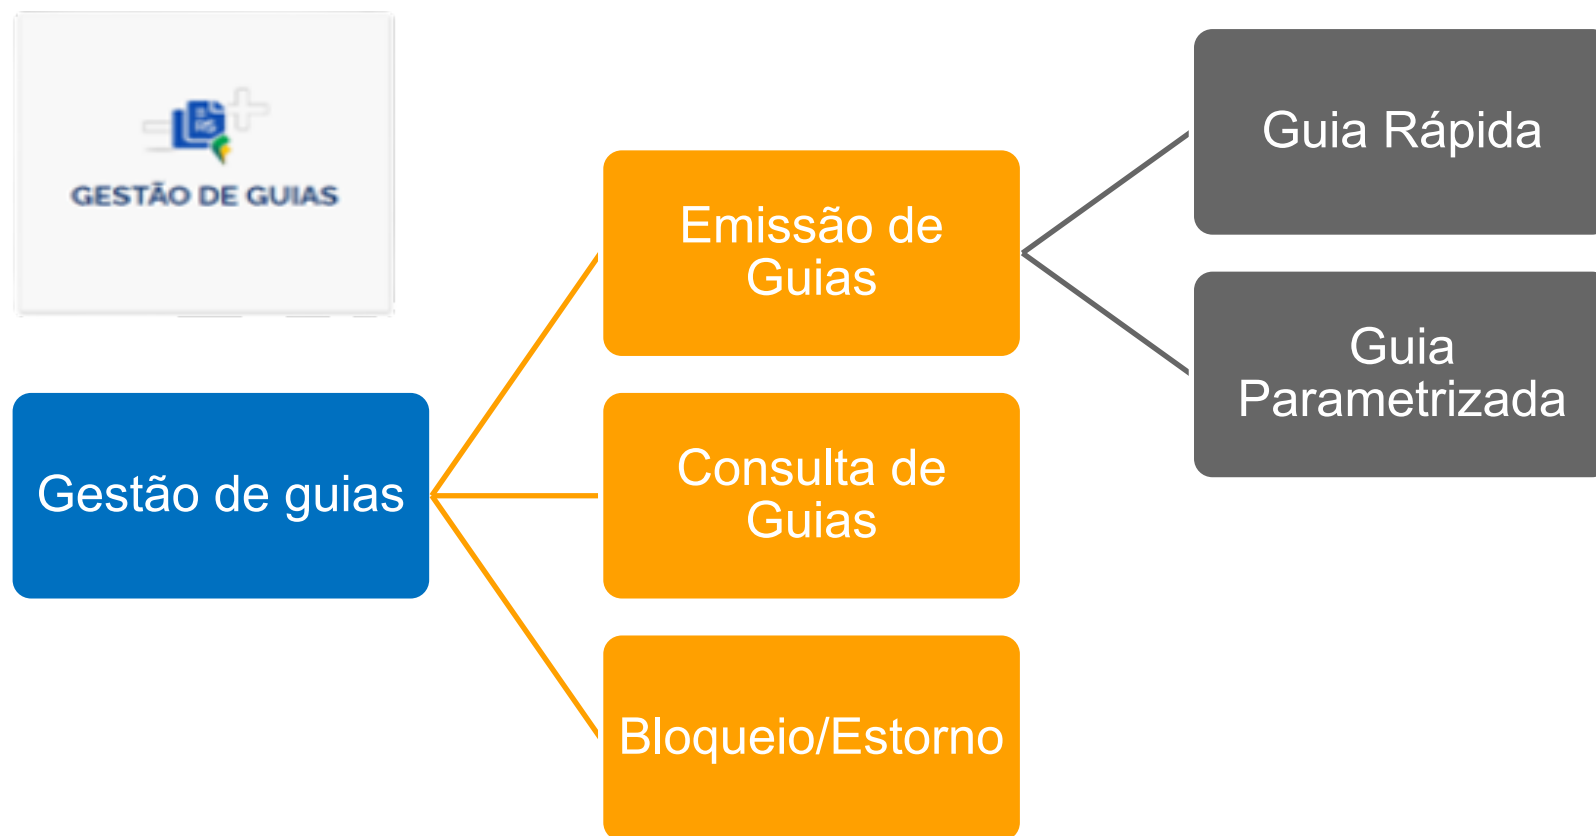 GESTÃO DE GUIAS
Gestão de guias
Emissão de
Guias
Consulta de
Guias
Bloqueio/Estorno
Guia Rápida
Guia
Parametrizada